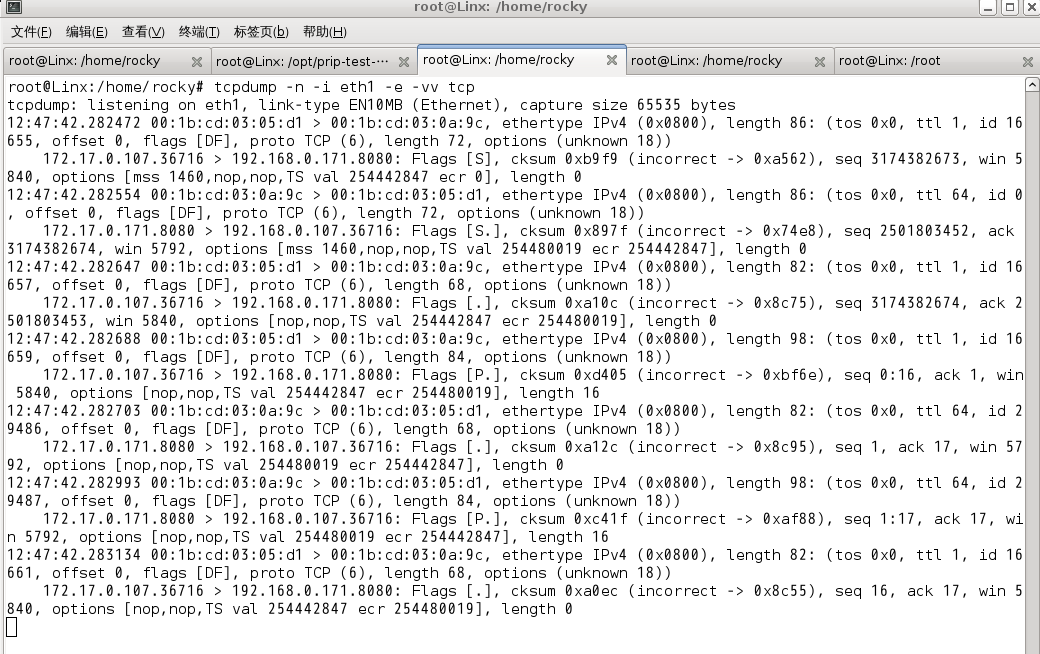 root@Linx: /home/rocky
文件(F) 编辑(E) 查看(V) 终端(T) 标签页(b) 帮助(H)
root@Linx: /home/rocky root@Linx: /opt/prip-test-··· root@Linx: /home/rocky root@Linx: /home/rocky root@Linx: /root
root@Linx:/home/rocky# tcpdump -n -i eth1 -e -vv tcp
tcpdump: listening on eth1, link-type EN10MB (Ethernet), capture size 65535 bytes
12:47:42.282472 00:1b:cd:03:05:d1 > 00:1b:cd:03:0a:9c, ethertype IPv4 (0x0800), length 86: (tos 0x0, ttl 1, id 16
655, offset 0, flags [DF], proto TCP (6), length 72, options (unknown 18))
172.17.0.107.36716 > 192.168.0.171.8080: Flags [S], cksum 0xb9f9 (incorrect -> 0xa562), seq 3174382673, win 5
840, options [mss 1460,nop,nop,TS val 254442847 ecr 0], length 0
12:47:42.282554 00:1b:cd:03:0a:9c > 00:1b:cd:03:05:d1, ethertype IPv4 (0x0800), length 86: (tos 0x0, ttl 64, id 0
, offset 0, flags [DF], proto TCP (6), length 72, options (unknown 18))
172.17.0.171.8080 > 192.168.0.107.36716: Flags [S.], cksum 0x897f (incorrect -> 0x74e8), seq 2501803452, ack
3174382674, win 5792, options [mss 1460,nop,nop,TS val 254480019 ecr 254442847], length 0
12:47:42.282647 00:1b:cd:03:05:d1 > 00:1b:cd:03:0a:9c, ethertype IPv4 (0x0800), length 82: (tos 0x0, ttl 1, id 16
657, offset 0, flags [DF], proto TCP (6), length 68, options (unknown 18))
172.17.0.107.36716 > 192.168.0.171.8080: Flags [.], cksum 0xa10c (incorrect -> 0x8c75), seq 3174382674, ack 2
501803453, win 5840, options [nop,nop,TS val 254442847 ecr 254480019], length 0
12:47:42.282688 00:1b:cd:03:05:d1 > 00:1b:cd:03:0a:9c, ethertype IPv4 (0x0800), length 98: (tos 0x0, ttl 1, id 16
659, offset 0, flags [DF], proto TCP (6), length 84, options (unknown 18))
172.17.0.107.36716 > 192.168.0.171.8080: Flags [P.], cksum 0xd405 (incorrect -> 0xbf6e), seq 0:16, ack 1, win
5840, options [nop,nop,TS val 254442847 ecr 254480019], length 16
12:47:42.282703 00:1b:cd:03:0a:9c > 00:1b:cd:03:05:d1, ethertype IPv4 (0x0800), length 82: (tos 0x0, ttl 64, id 2
9486, offset 0, flags [DF], proto TCP (6), length 68, options (unknown 18))
172.17.0.171.8080 > 192.168.0.107.36716: Flags [.], cksum 0xa12c (incorrect -> 0x8c95), seq 1, ack 17, win 57
92, options [nop,nop,TS val 254480019 ecr 254442847], length 0
12:47:42.282993 00:1b:cd:03:0a:9c > 00:1b:cd:03:05:d1, ethertype IPv4 (0x0800), length 98: (tos 0x0, ttl 64, id 2
9487, offset 0, flags [DF], proto TCP (6), length 84, options (unknown 18))
172.17.0.171.8080 > 192.168.0.107.36716: Flags [P.], cksum 0xc41f (incorrect -> 0xaf88), seq 1:17, ack 17, wi
n 5792, options [nop,nop,TS val 254480019 ecr 254442847], length 16
12:47:42.283134 00:1b:cd:03:05:d1 > 00:1b:cd:03:0a:9c, ethertype IPv4 (0x0800), length 82: (tos 0x0, ttl 1, id 16
661, offset 0, flags [DF], proto TCP (6), length 68, options (unknown 18))
172.17.0.107.36716 > 192.168.0.171.8080: Flags [.], cksum 0xa0ec (incorrect -> 0x8c55), seq 16, ack 17, win 5
840, options [nop,nop,TS val 254442847 ecr 254480019], length 0